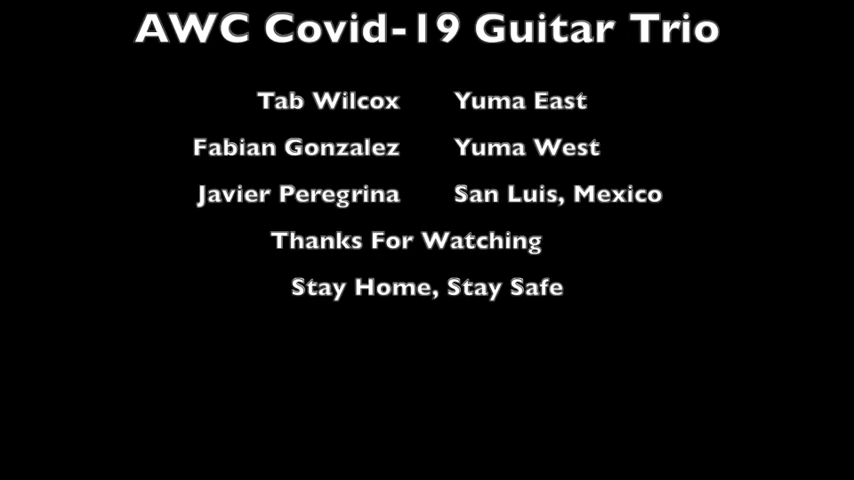 AWC Covid-19 Guitar Trio
Tab Wilcox Yuma East
Fabian Gonzalez Yuma West
Javier Peregrina San Luis, Mexico
Thanks For Watching
Stay Home, Stay Safe